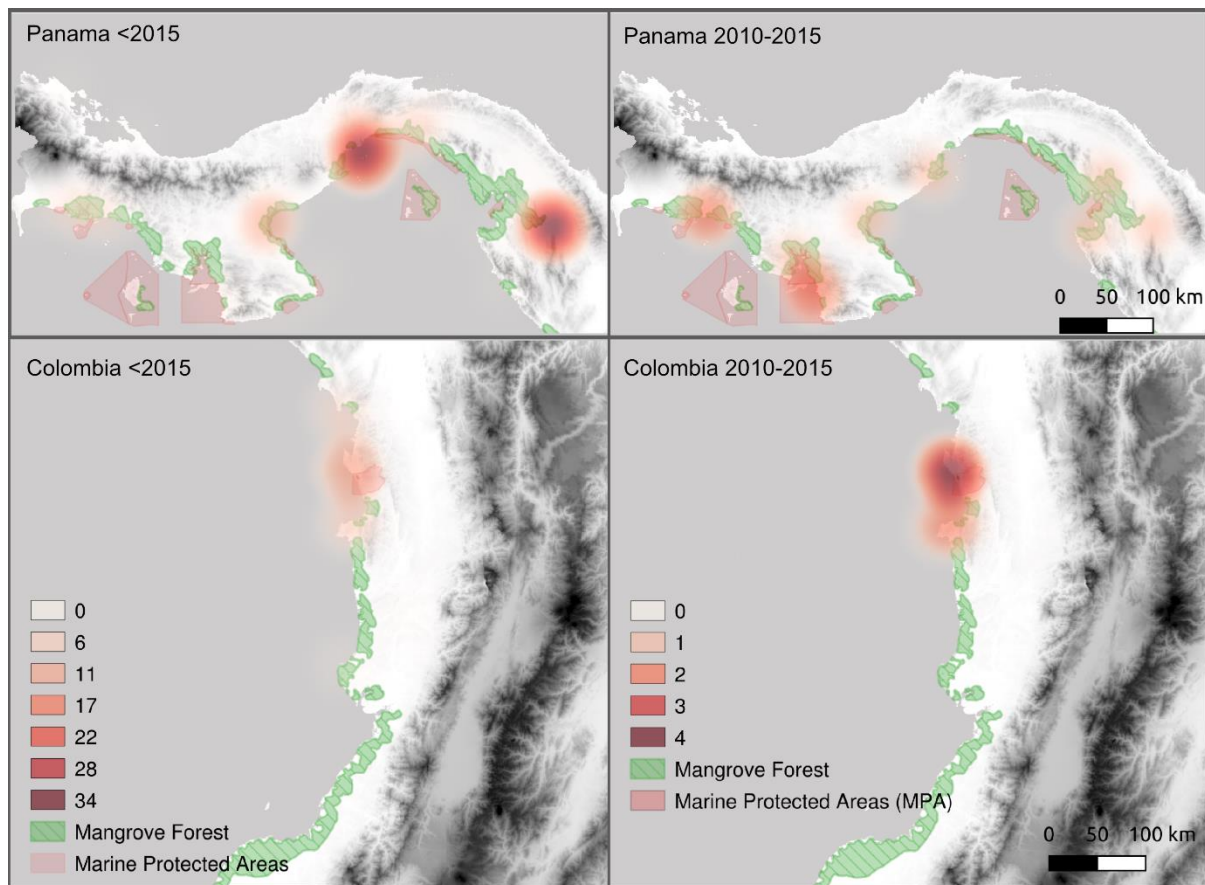 Panama <2015
Panama 2010-2015
0 50 100 km
Colombia <2015
0
6
11
17
22
28
34
Mangrove Forest
Marine Protected Areas
Colombia 2010-2015
0
1
2
3
4
Mangrove Forest
Marine Protected Areas (MPA)
0 50 100 km